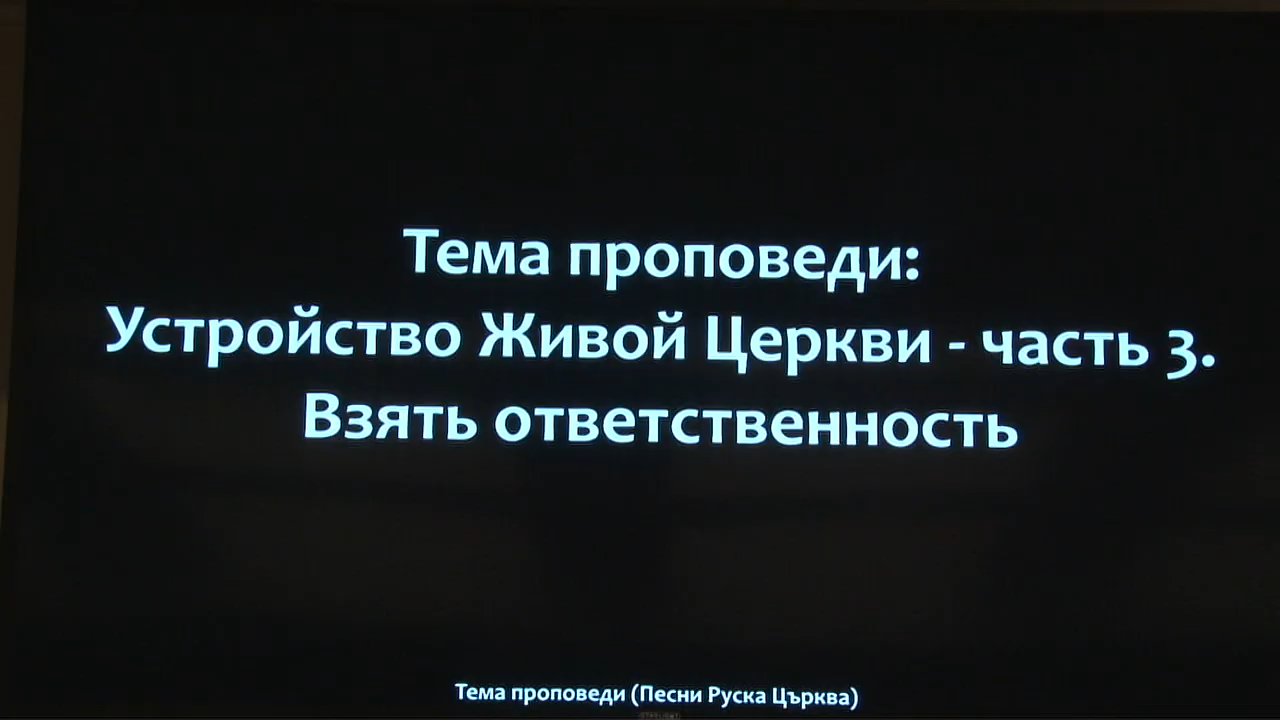 Тема проповеди:
Устройство Живой Церкви - часть 3.
Взять ответственность
Тема проповеди (Песни Руска Църква)